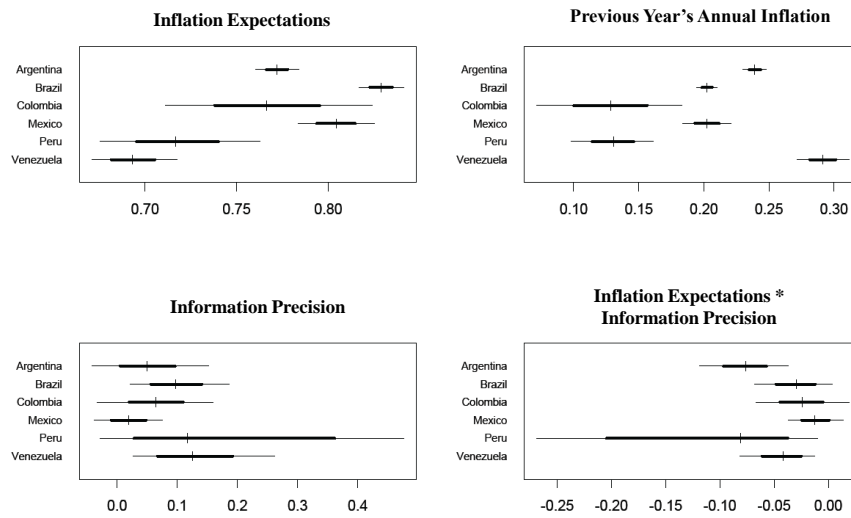 Inflation Expectations
Argentina
Brazil
Colombia
Mexico
Peru
Venezuela
0.70 0.75 0.80
Previous Year's Annual Inflation
Argentina
Brazil
Colombia
Mexico
Peru
Venezuela
0.10 0.15 0.20 0.25 0.30
Information Precision
Argentina
Brazil
Colombia
Mexico
Peru
Venezuela
0.0 0.1 0.2 0.3 0.4
Inflation Expectations *
Information Precision
Argentina
Brazil
Colombia
Mexico
Peru
Venezuela
-0.25 -0.20 -0.15 -0.10 -0.05 0.00